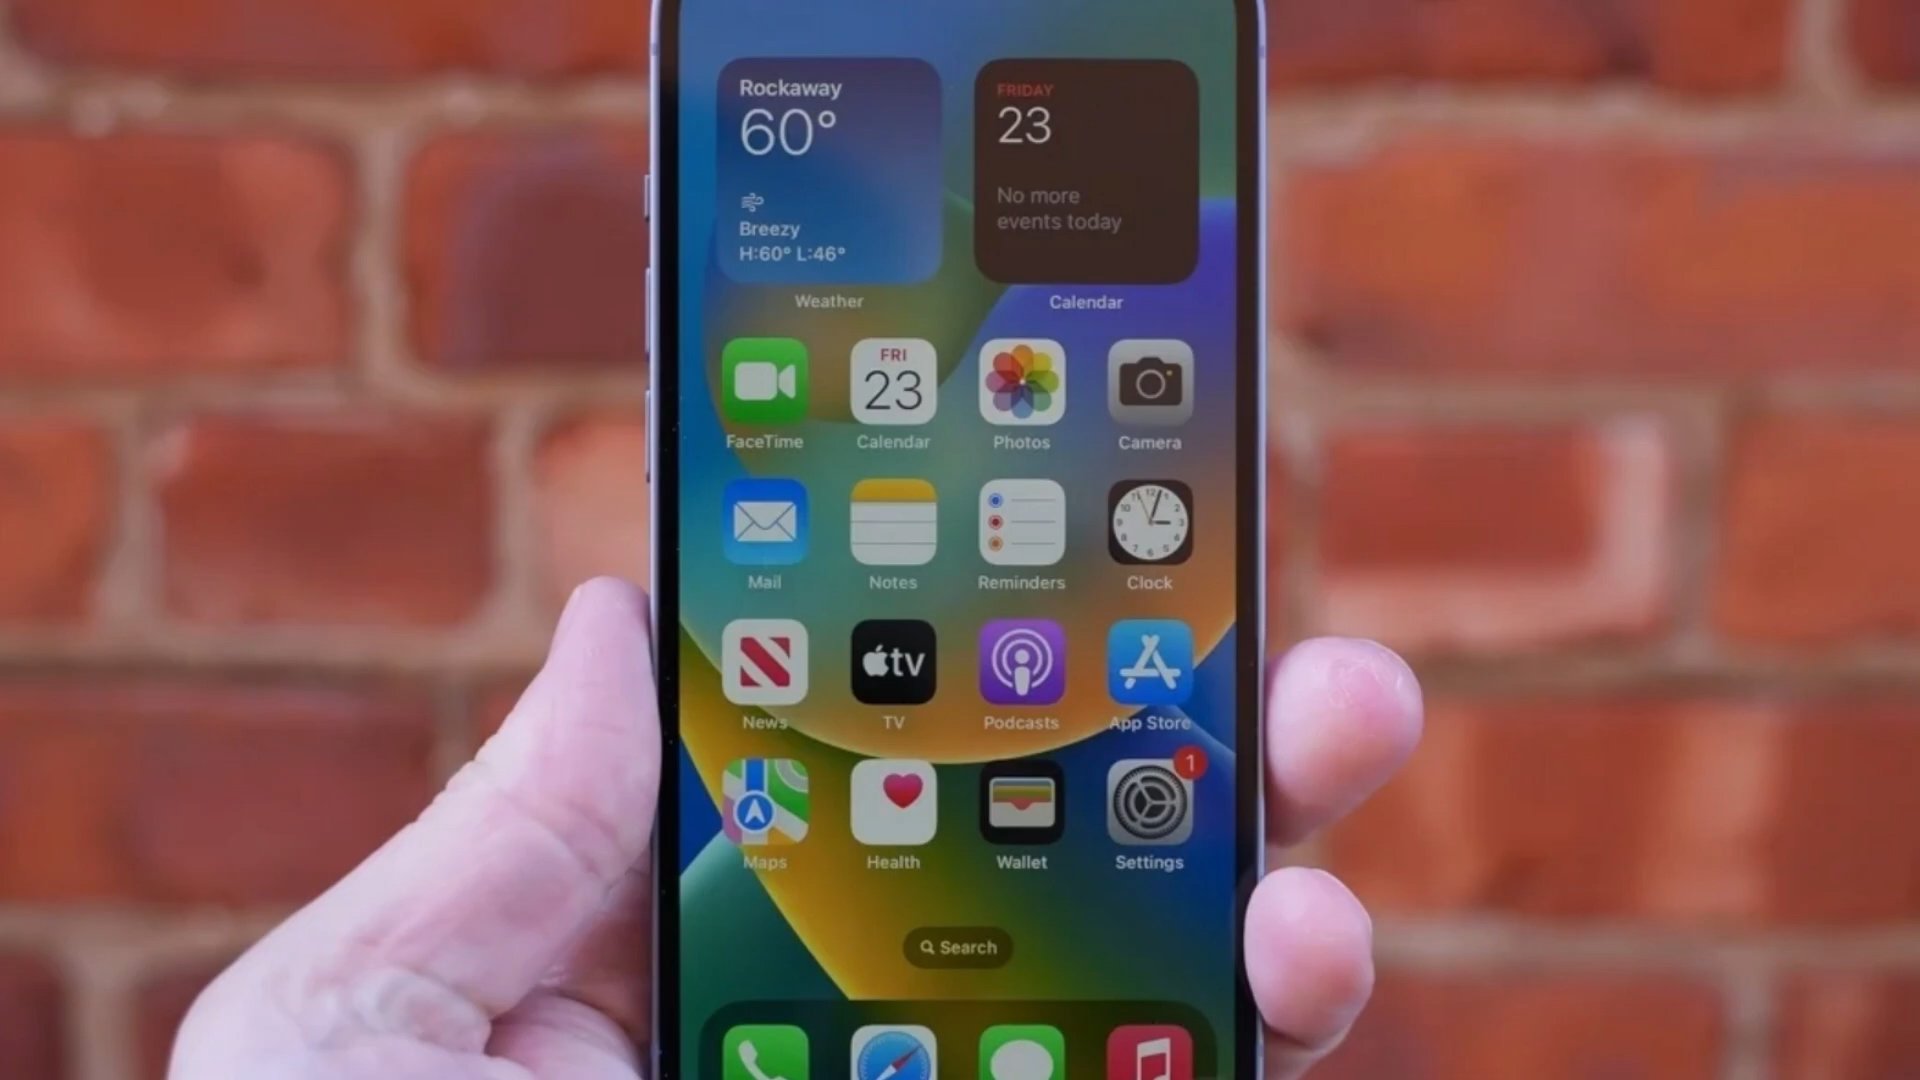 Rockaway
60°
Breezy
H:60° L:46°
Weather
FRIDAY
23
No more
events today
Calendar
FaceTime
FRI
23
Calendar
Photos
Camera
Mail
Notes
Reminders
Clock
News
tv
TV
Podcasts
App Store
Maps
Health
Wallet
1
Settings
Search